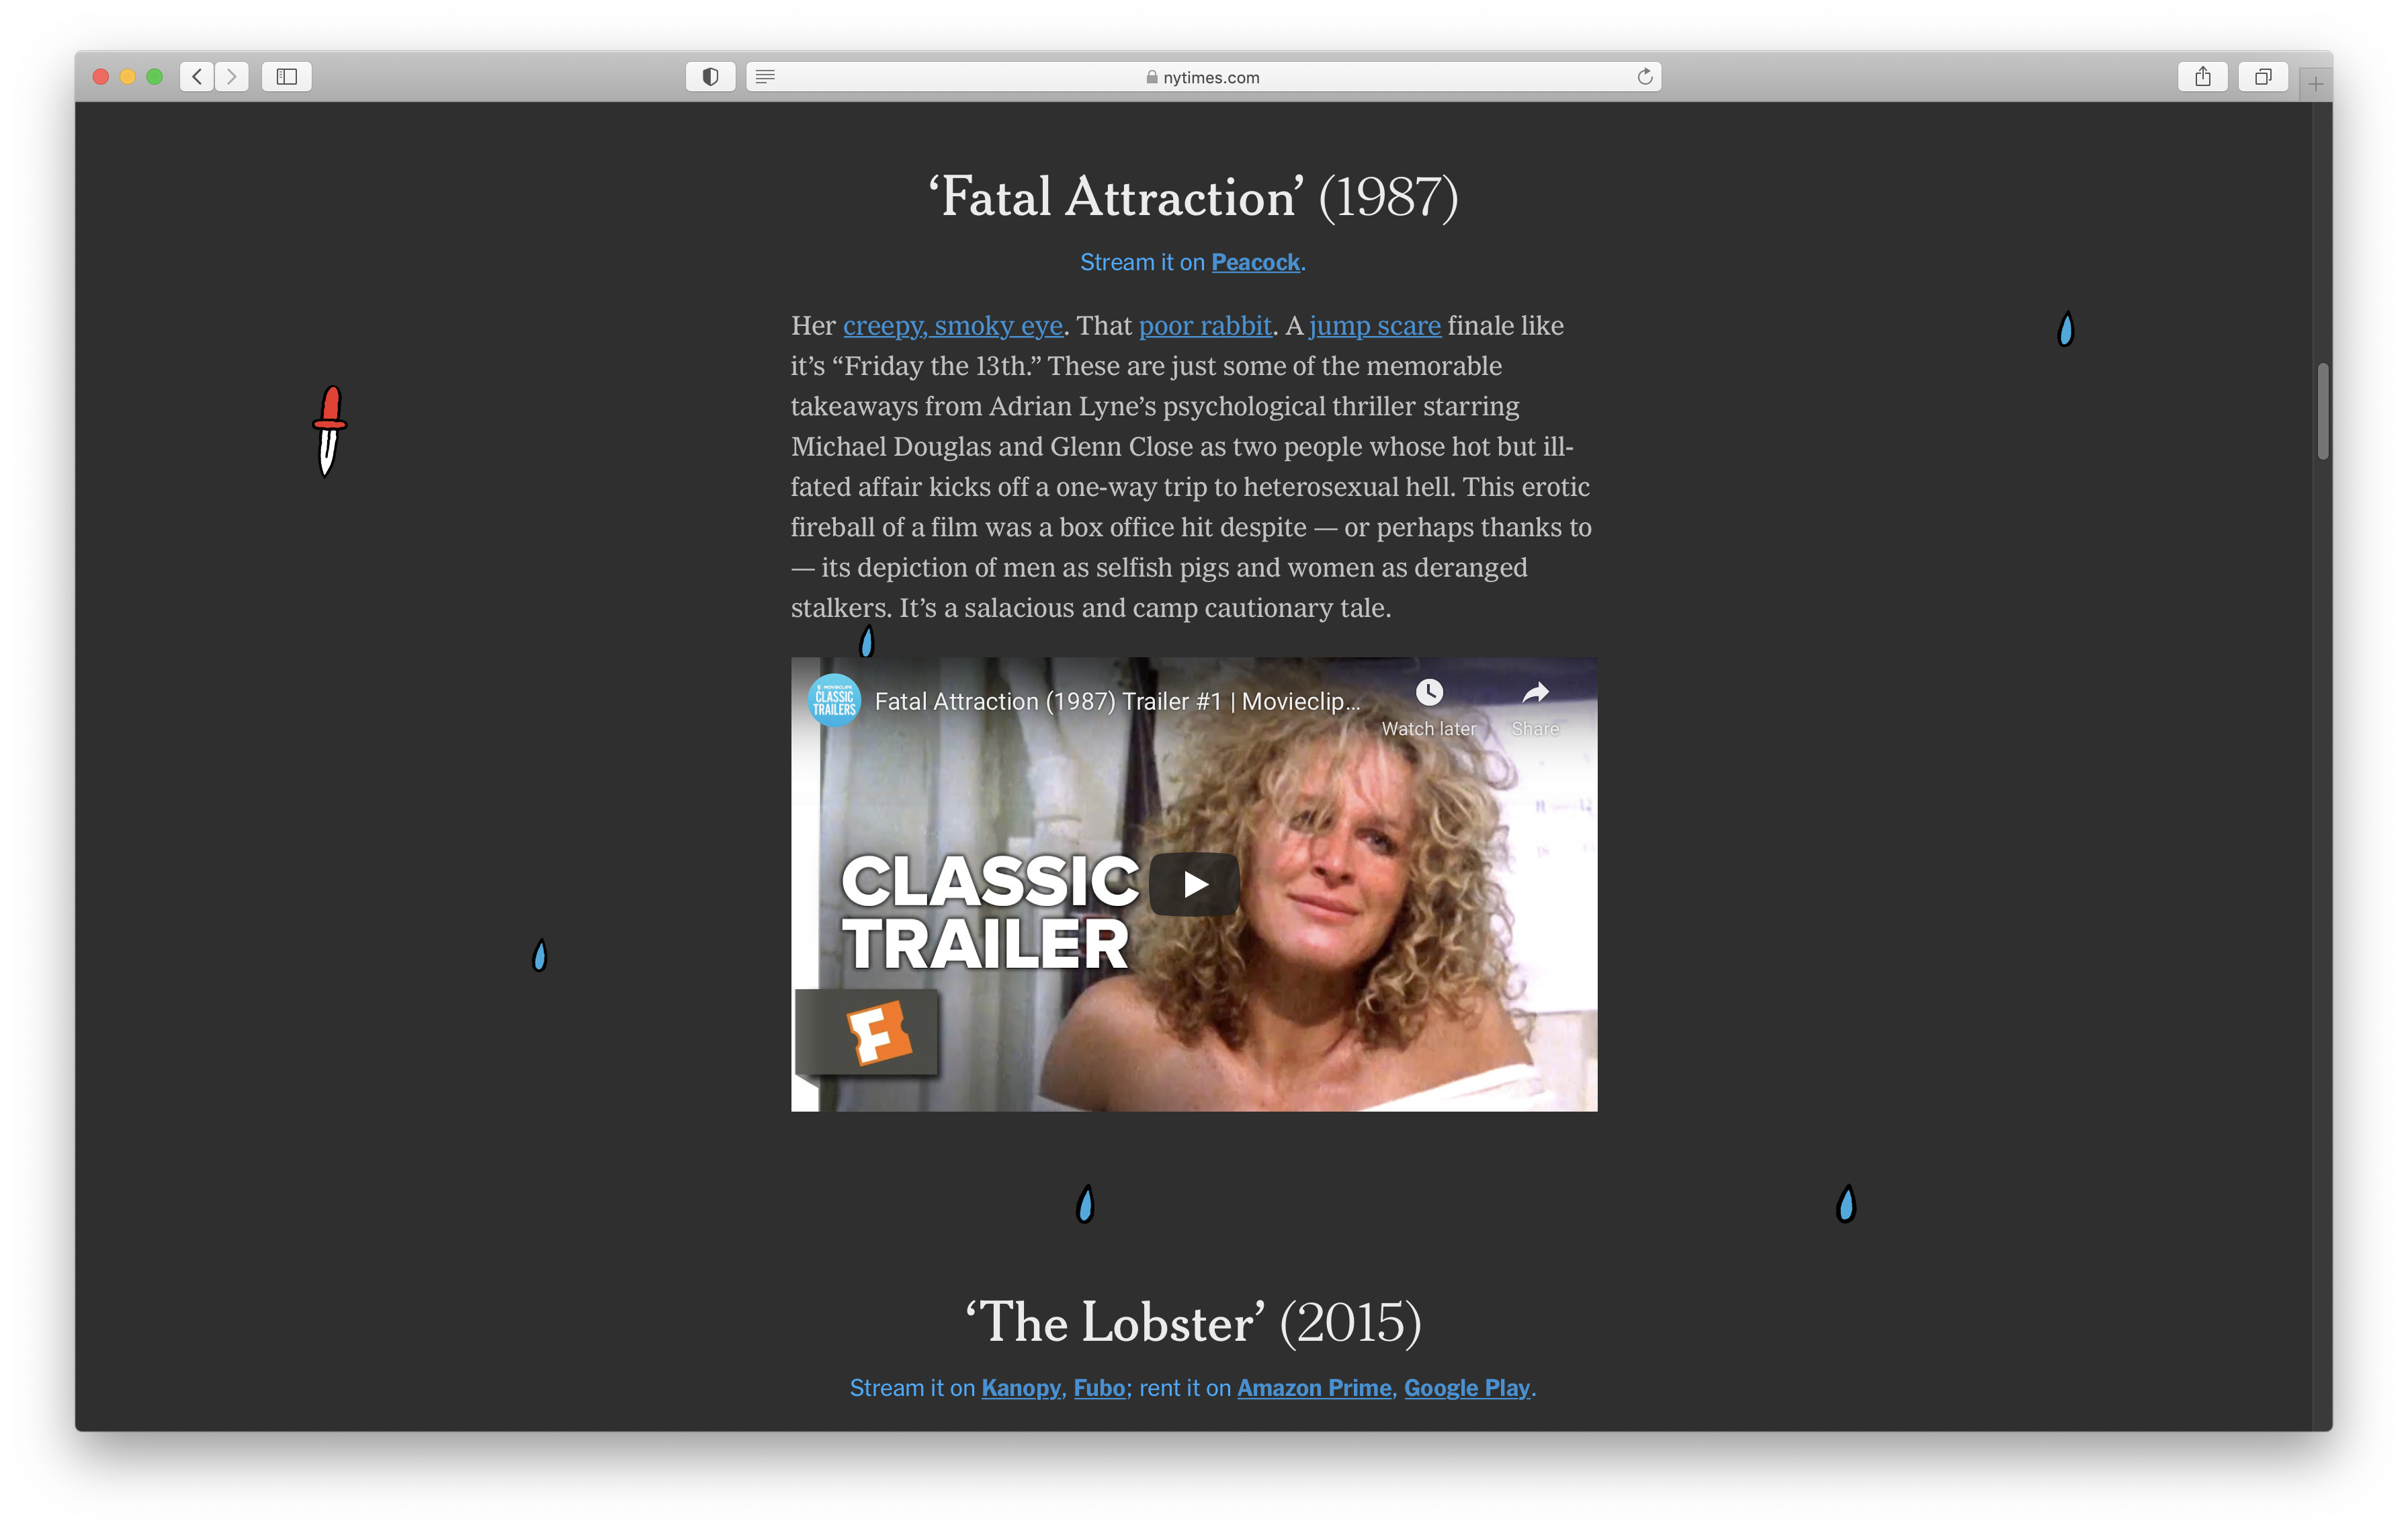 nytimes.com
‘Fatal Attraction’ (1987)
Stream it on Peacock.
Her creepy, smoky eye. That poor rabbit. A jump scare finale like
it’s “Friday the 13th.” These are just some of the memorable
takeaways from Adrian Lyne’s psychological thriller starring
Michael Douglas and Glenn Close as two people whose hot but ill-
fated affair kicks off a one-way trip to heterosexual hell. This erotic
fireball of a film was a box office hit despite — or perhaps thanks to
— its depiction of men as selfish pigs and women as deranged
stalkers. It’s a salacious and camp cautionary tale.
MOVIECLIPS
CLASSIC
TRAILERS
Fatal Attraction (1987) Trailer #1 | Movieclip...
Watch later
Share
CLASSIC
TRAILER
F
‘The Lobster’ (2015)
Stream it on Kanopy, Fubo; rent it on Amazon Prime, Google Play.